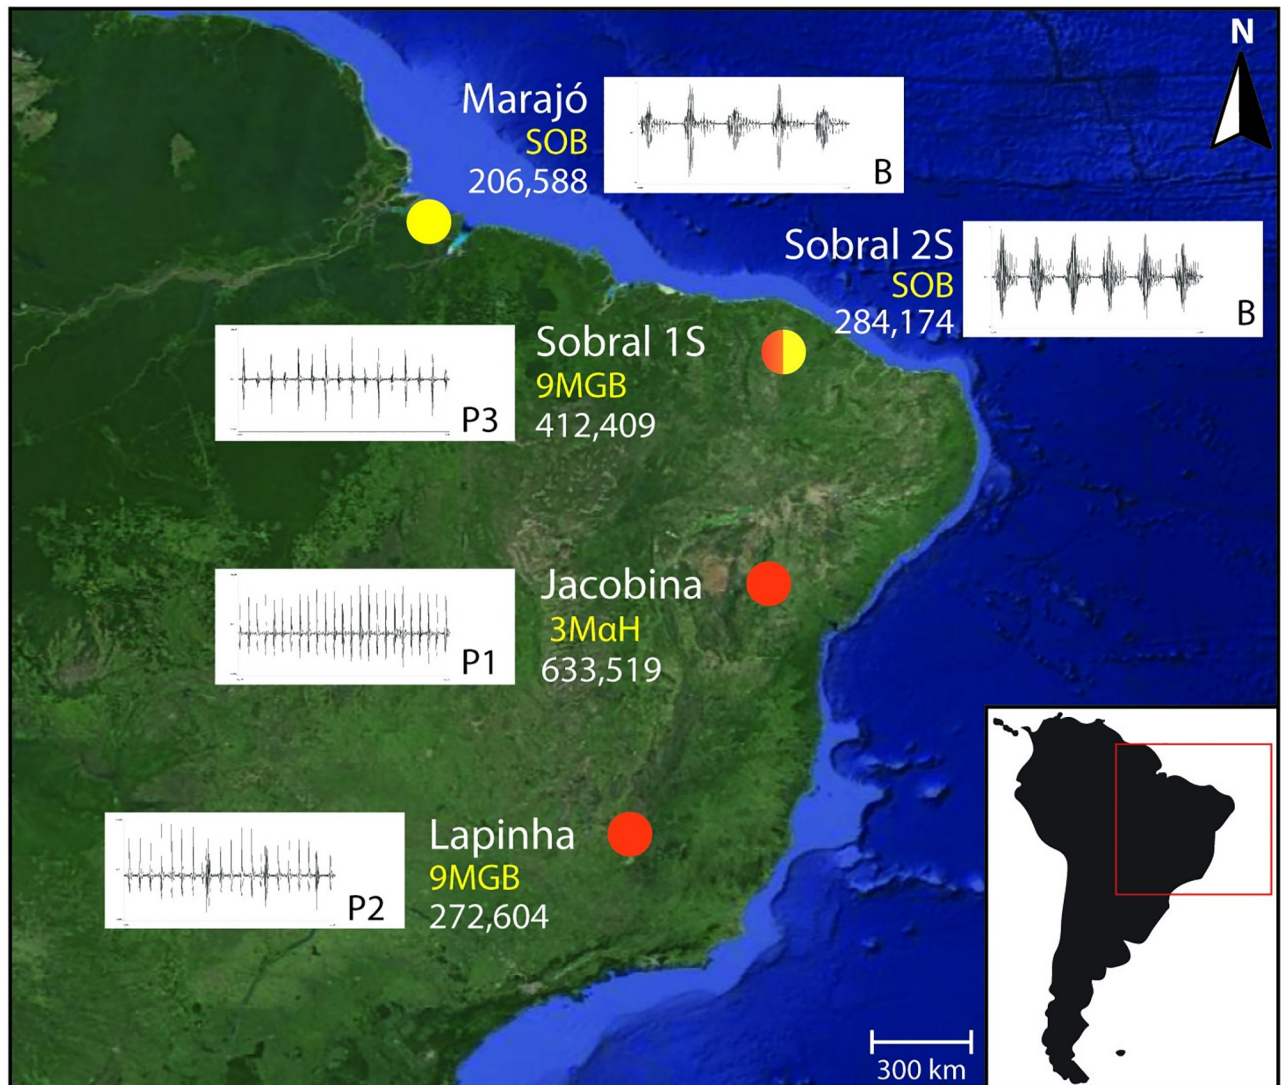 N
Marajó
SOB
206,588
B
Sobral 2S
SOB
284,174
B
Sobral 1S
9MGB
412,409
P3
Jacobina
3MαH
633,519
P1
Lapinha
9MGB
272,604
P2
300 km